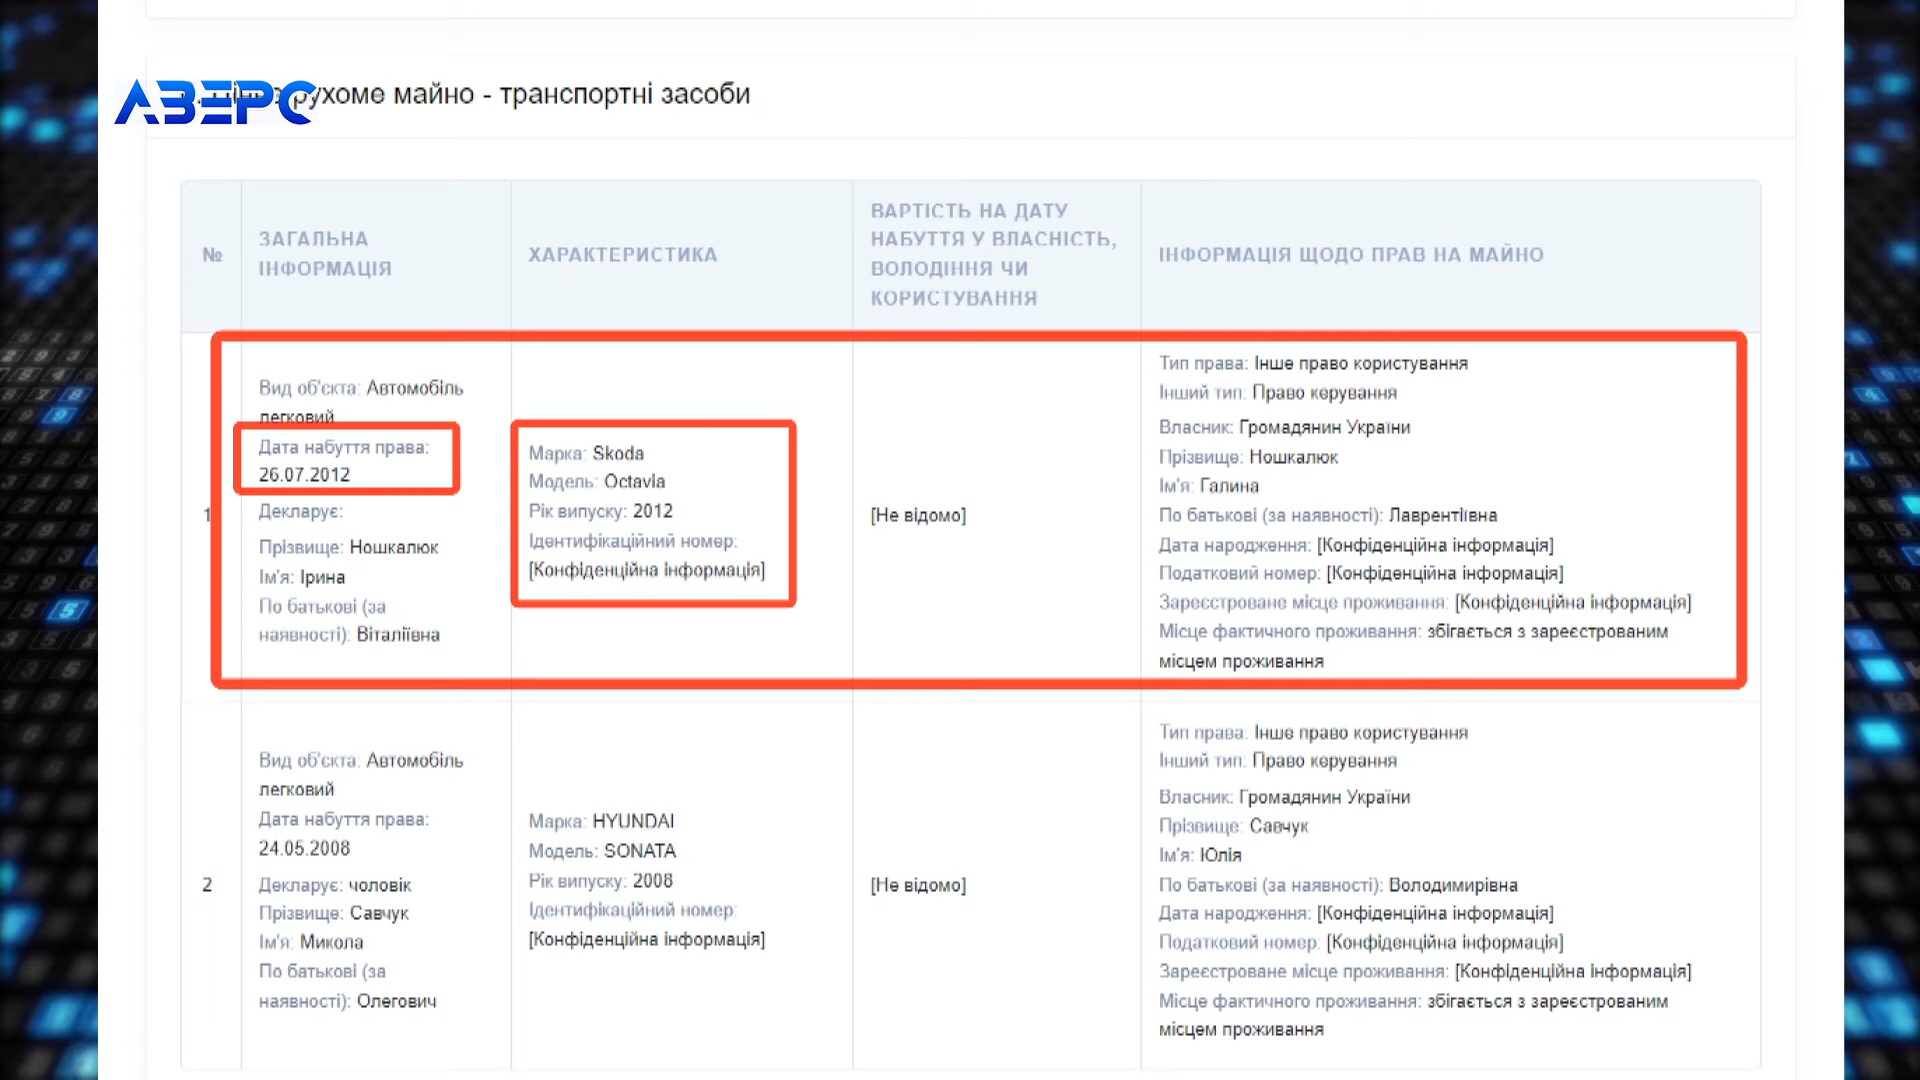 АВЕРС
рухоме майно - транспортні засоби
№
ЗАГАЛЬНА
ІНФОРМАЦІЯ
ХАРАКТЕРИСТИКА
ВАРТІСТЬ НА ДАТУ
НАБУТТЯ У ВЛАСНІСТЬ,
ВОЛОДІННЯ ЧИ
КОРИСТУВАННЯ
ІНФОРМАЦІЯ ЩОДО ПРАВ НА МАЙНО
1
Вид об'єкта: Автомобіль
легковий
Дата набуття права:
26.07.2012
Декларує:
Прізвище: Ношкалюк
Ім'я: Ірина
По батькові (за
наявності): Віталіївна
Марка: Skoda
Модель: Octavia
Рік випуску: 2012
Ідентифікаційний номер:
[Конфіденційна інформація]
[Не відомо]
Тип права: Інше право користування
Інший тип: Право керування
Власник: Громадянин України
Прізвище: Ношкалюк
Ім'я: Галина
По батькові (за наявності): Лаврентіївна
Дата народження: [Конфіденційна інформація]
Податковий номер: [Конфіденційна інформація]
Зареєстроване місце проживання: [Конфіденційна інформація]
Місце фактичного проживання: збігається з зареєстрованим
місцем проживання
2
Вид об'єкта: Автомобіль
легковий
Дата набуття права:
24.05.2008
Декларує: чоловік
Прізвище: Савчук
Ім'я: Микола
По батькові (за
наявності): Олегович
Марка: HYUNDAI
Модель: SONATA
Рік випуску: 2008
Ідентифікаційний номер:
[Конфіденційна інформація]
[Не відомо]
Тип права: Інше право користування
Інший тип: Право керування
Власник: Громадянин України
Прізвище: Савчук
Ім'я: Юлія
По батькові (за наявності): Володимирівна
Дата народження: [Конфіденційна інформація]
Податковий номер: [Конфіденційна інформація]
Зареєстроване місце проживання: [Конфіденційна інформація]
Місце фактичного проживання: збігається з зареєстрованим
місцем проживання